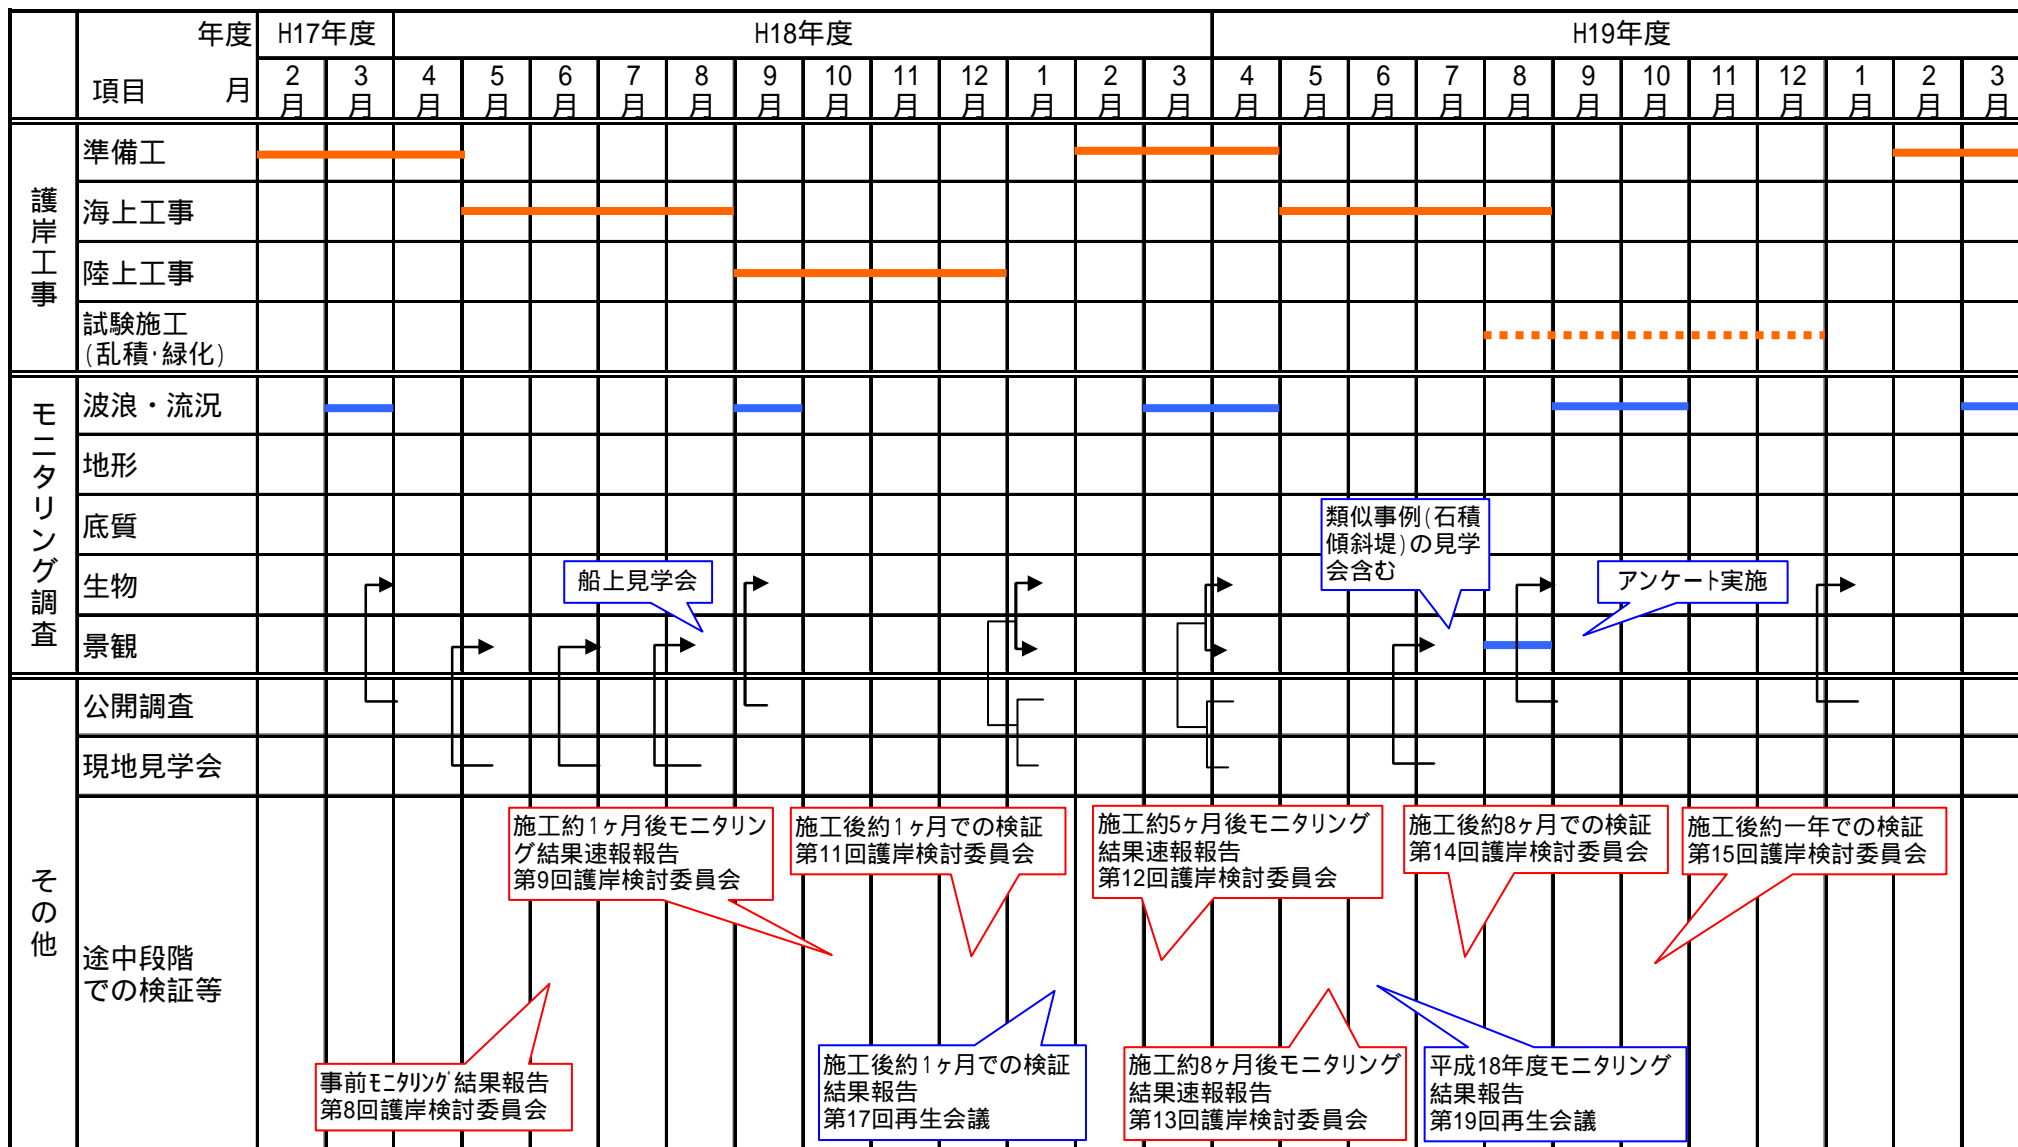 年度 H17年度 H18年度 H19年度
項目 月 2月 3月 4月 5月 6月 7月 8月 9月 10月 11月 12月 1月 2月 3月 4月 5月 6月 7月 8月 9月 10月 11月 12月 1月 2月 3月
護岸工事
準備工
海上工事
陸上工事
試験施工
(乱積・緑化)
モニタリング調査
波浪・流況
地形
底質
生物
景観
船上見学会
類似事例(石積
傾斜堤)の見学
会含む
アンケート実施
その他
公開調査
現地見学会
途中段階
での検証等
施工約1ヶ月後モニタリン
グ結果速報報告
第9回護岸検討委員会
施工後約1ヶ月での検証
第11回護岸検討委員会
施工約5ヶ月後モニタリング
結果速報報告
第12回護岸検討委員会
施工後約8ヶ月での検証
第14回護岸検討委員会
施工後約一年での検証
第15回護岸検討委員会
事前モニタリング結果報告
第8回護岸検討委員会
施工後約1ヶ月での検証
結果報告
第17回再生会議
施工約8ヶ月後モニタリング
結果速報報告
第13回護岸検討委員会
平成18年度モニタリング
結果報告
第19回再生会議